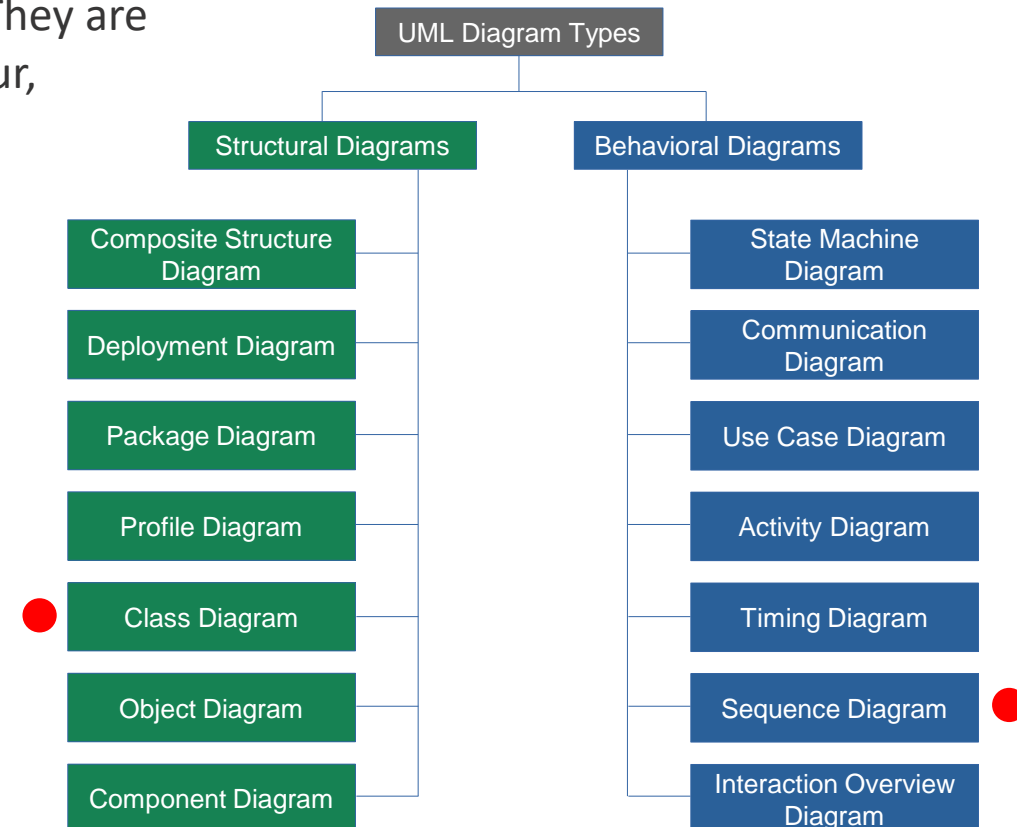 They are
ur,
UML Diagram Types
Structural Diagrams
Behavioral Diagrams
Composite Structure
Diagram
Deployment Diagram
Package Diagram
Profile Diagram
Class Diagram
Object Diagram
Component Diagram
State Machine
Diagram
Communication
Diagram
Use Case Diagram
Activity Diagram
Timing Diagram
Sequence Diagram
Interaction Overview
Diagram